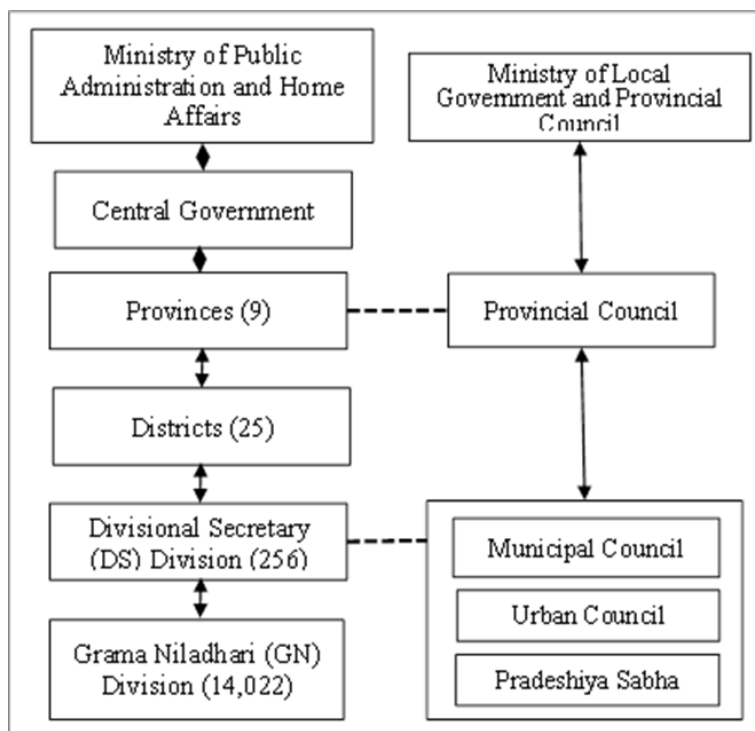 Ministry of Public
Administration and Home
Affairs
Central Government
Provinces (9)
Districts (25)
Divisional Secretary
(DS) Division (256)
Grama Niladhari (GN)
Division (14,022)
Ministry of Local
Government and Provincial
Council
Provincial Council
Municipal Council
Urban Council
Pradeshiya Sabha